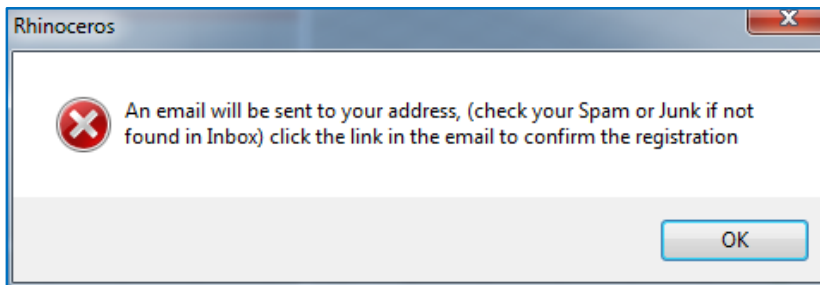 Rhinoceros
An email will be sent to your address, (check your Spam or Junk if not
found in Inbox) click the link in the email to confirm the registration
OK